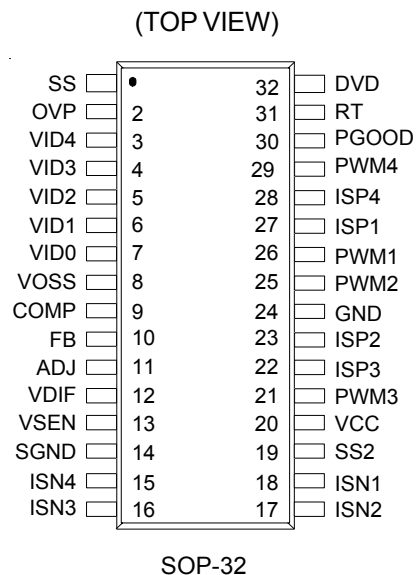 (TOP VIEW)
SS 32 DVD
OVP 2 31 RT
VID4 3 30 PGOOD
VID3 4 29 PWM4
VID2 5 28 ISP4
VID1 6 27 ISP1
VID0 7 26 PWM1
VOSS 8 25 PWM2
COMP 9 24 GND
FB 10 23 ISP2
ADJ 11 22 ISP3
VDIF 12 21 PWM3
VSEN 13 20 VCC
SGND 14 19 SS2
ISN4 15 18 ISN1
ISN3 16 17 ISN2
SOP-32